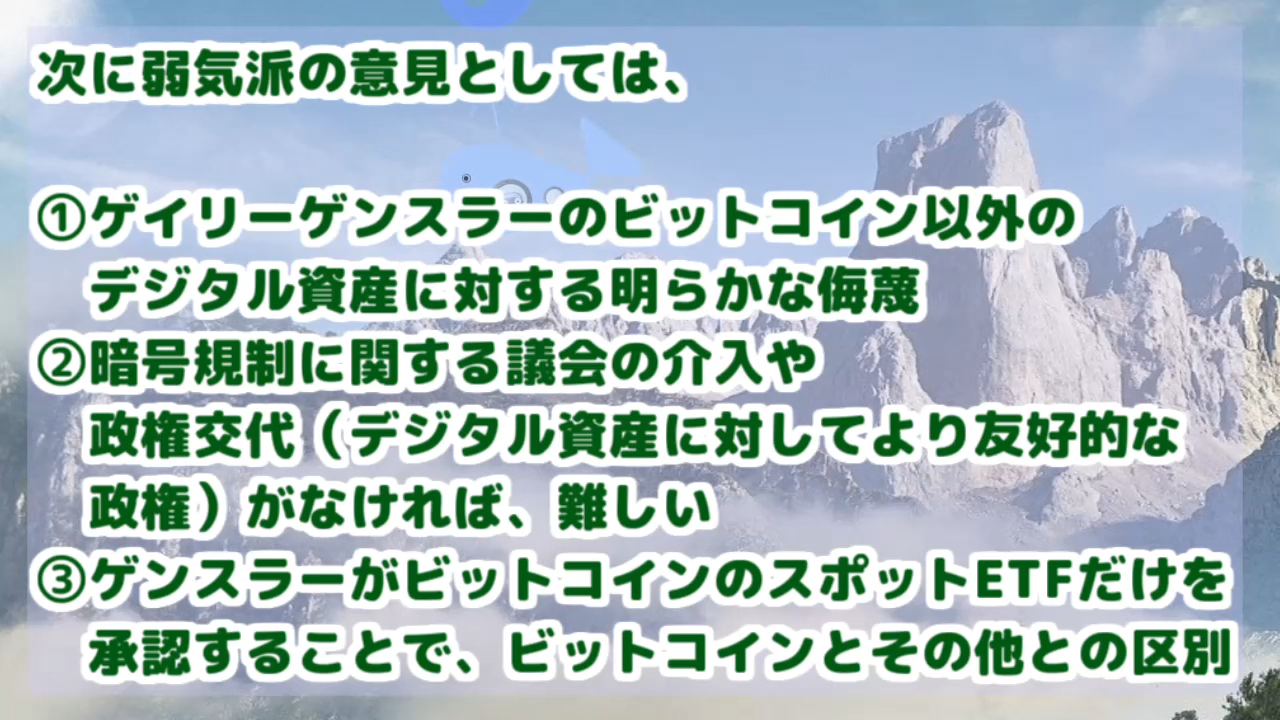 次に弱気派の意見としては、
①ゲイリーゲンスラーのビットコイン以外の
デジタル資産に対する明らかな侮蔑
②暗号規制に関する議会の介入や
政権交代（デジタル資産に対してより友好的な
政権）がなければ、難しい
③ゲンスラーがビットコインのスポットETFだけを
承認することで、ビットコインとその他との区別